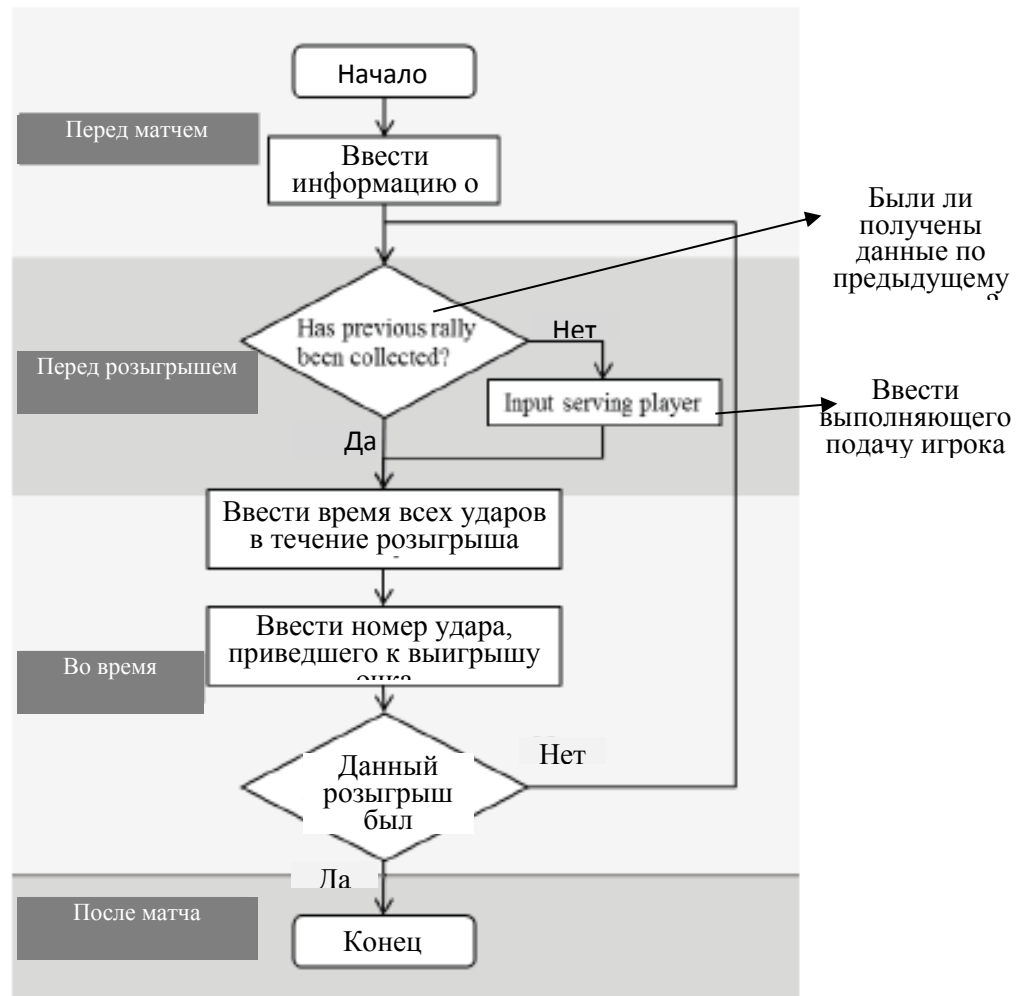 Начало
Перед матчем
Ввести
информацию о
Были ли
получены
данные по
предыдущему
Has previous rally
been collected?
Нет
Перед розыгрышем
Input serving player
Ввести
выполняющего
подачу игрока
Да
Ввести время всех ударов
в течение розыгрыша
Ввести номер удара,
приведшего к выигрышу
очка
Во время
Данный
розыгрыш
был
Нет
Да
После матча
Конец